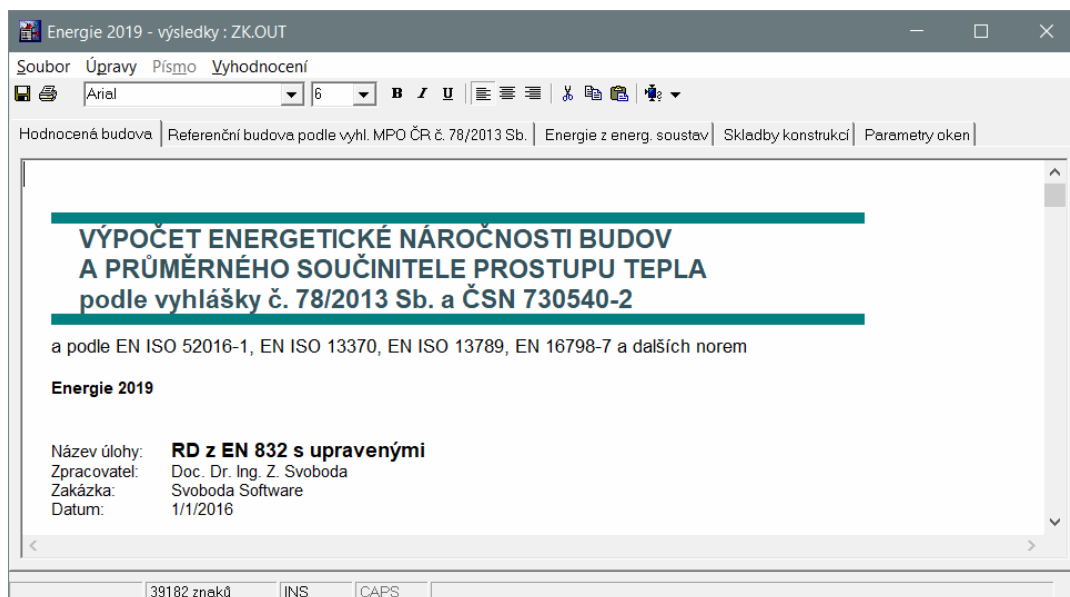 Energie 2019 - výsledky : ZK.OUT
Soubor Úpravy Písmo Vyhodnocení
Arial 6 B I U
Hodnocená budova Referenční budova podle vyhl. MPO ČR č. 78/2013 Sb. Energie z energ. soustav Skladby konstrukcí Parametry oken
VÝPOČET ENERGETICKÉ NÁROČNOSTI BUDOV
A PRŮMĚRNÉHO SOUČINITELE PROSTUPU TEPLA
podle vyhlášky č. 78/2013 Sb. a ČSN 730540-2
a podle EN ISO 52016-1, EN ISO 13370, EN ISO 13789, EN 16798-7 a dalších norem
Energie 2019
Název úlohy: RD z EN 832 s upravenými
Zpracovatel: Doc. Dr. Ing. Z. Svoboda
Zakázka: Svoboda Software
Datum: 1/1/2016
39182 znaků INS CAPS